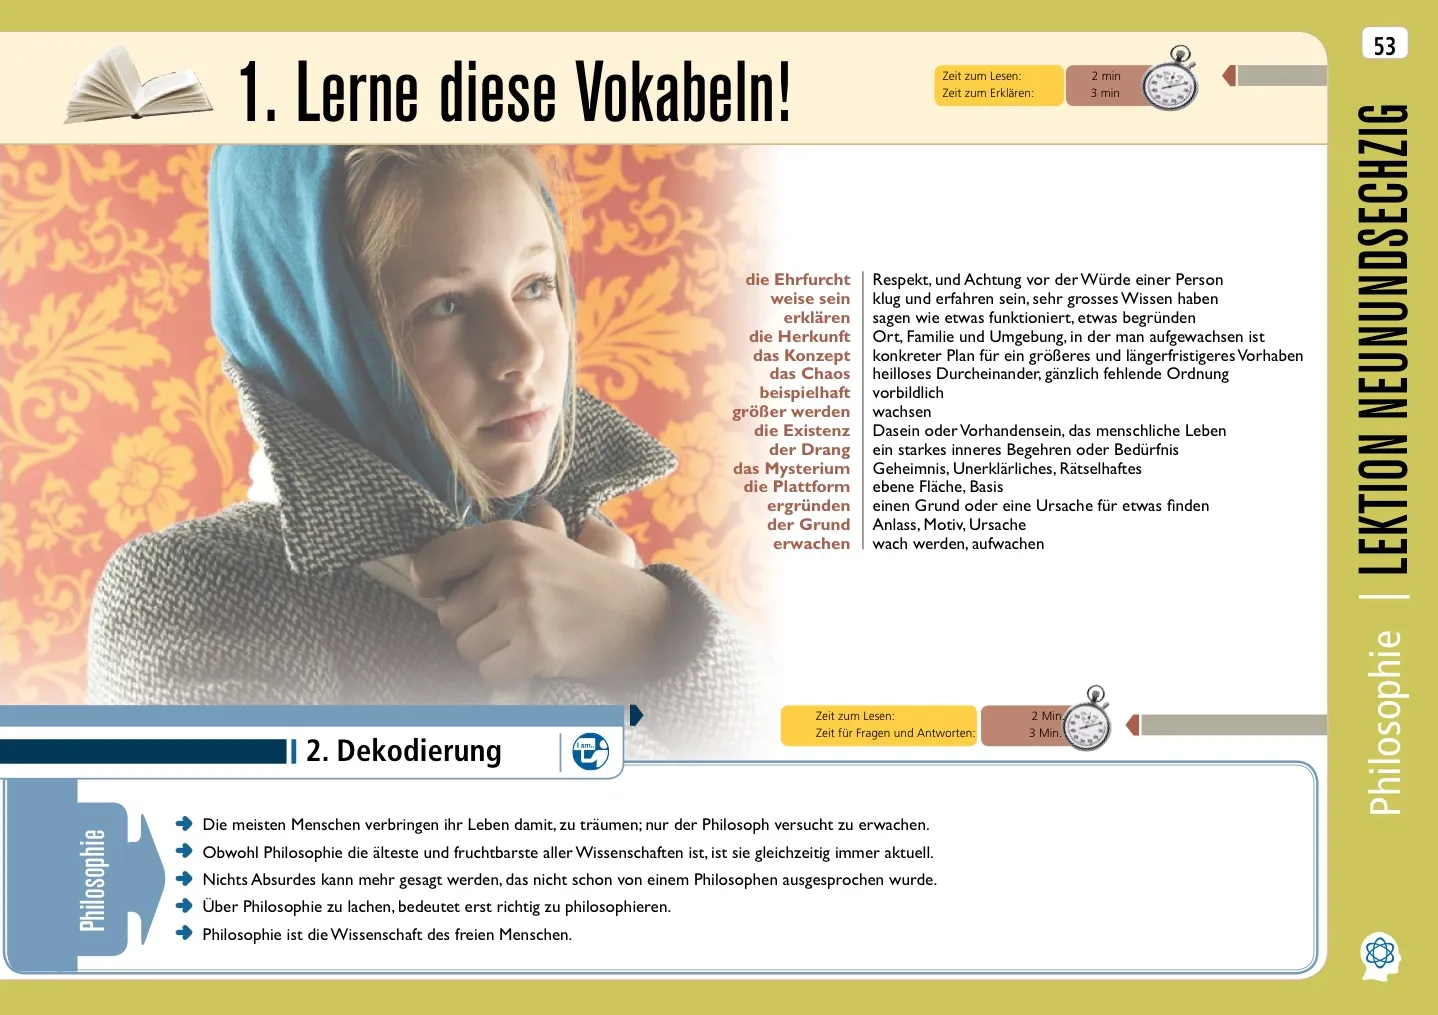 1. Lerne diese Vokabeln!
Zeit zum Lesen: 2 min
Zeit zum Erklären: 3 min
53
LEKTION NEUNUNDSECHZIG
Philosophie
die Ehrfurcht Respekt, und Achtung vor der Würde einer Person
weise sein klug und erfahren sein, sehr grosses Wissen haben
erklären sagen wie etwas funktioniert, etwas begründen
die Herkunft Ort, Familie und Umgebung, in der man aufgewachsen ist
das Konzept konkreter Plan für ein größeres und längerfristigeres Vorhaben
das Chaos heilloses Durcheinander, gänzlich fehlende Ordnung
beispielhaft vorbildlich
größer werden wachsen
die Existenz Dasein oder Vorhandensein, das menschliche Leben
der Drang ein starkes inneres Begehren oder Bedürfnis
das Mysterium Geheimnis, Unerklärliches, Rätselhaftes
die Plattform ebene Fläche, Basis
ergründen einen Grund oder eine Ursache für etwas finden
der Grund Anlass, Motiv, Ursache
erwachen wach werden, aufwachen
2. Dekodierung
I am..
Zeit zum Lesen: 2 Min.
Zeit für Fragen und Antworten: 3 Min.
Philosophie
Die meisten Menschen verbringen ihr Leben damit, zu träumen; nur der Philosoph versucht zu erwachen.
Obwohl Philosophie die älteste und fruchtbarste aller Wissenschaften ist, ist sie gleichzeitig immer aktuell.
Nichts Absurdes kann mehr gesagt werden, das nicht schon von einem Philosophen ausgesprochen wurde.
Über Philosophie zu lachen, bedeutet erst richtig zu philosophieren.
Philosophie ist die Wissenschaft des freien Menschen.